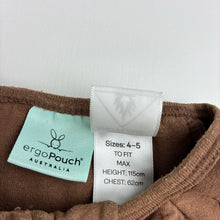 ergoPouch®
AUSTRALIA
Sizes: 4-5
TO FIT
MAX
HEIGHT: 115cm
CHEST: 62cm